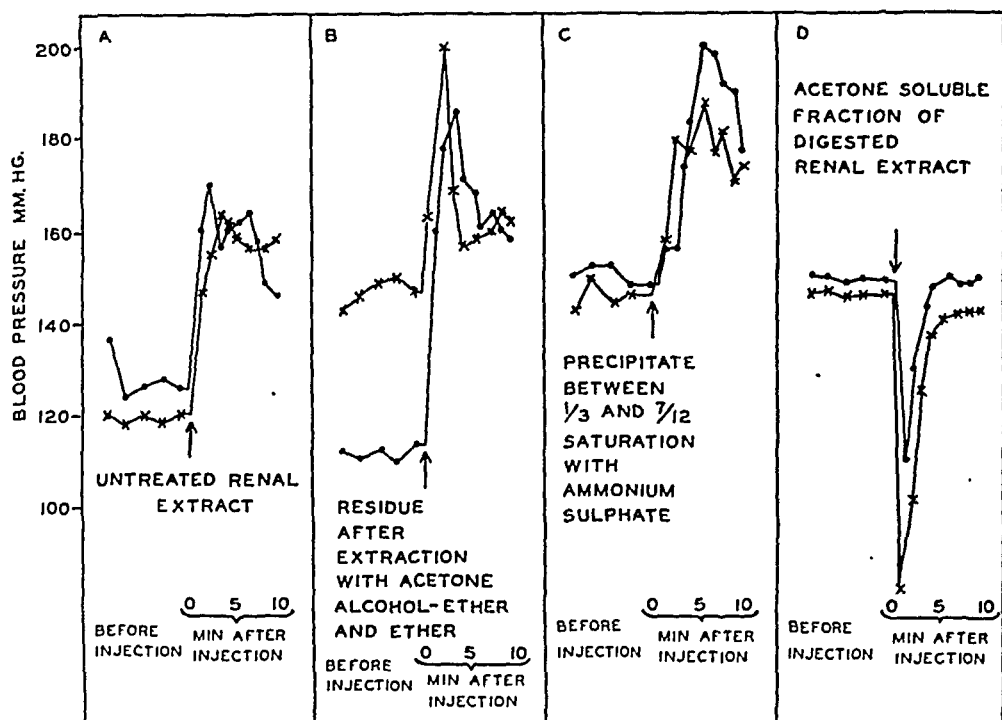 BLOOD PRESSURE MM. HG.
200
180
160
140
120
100
A
UNTREATED RENAL
EXTRACT
0 5 10
BEFORE
INJECTION
MIN AFTER
INJECTION
B
RESIDUE
AFTER
EXTRACTION
WITH ACETONE
ALCOHOL-ETHER
AND ETHER
0 5 10
BEFORE
INJECTION
MIN AFTER
INJECTION
C
PRECIPITATE
BETWEEN
1/3 AND 7/12
SATURATION
WITH
AMMONIUM
SULPHATE
0 5 10
BEFORE
INJECTION
MIN AFTER
INJECTION
D
ACETONE SOLUBLE
FRACTION OF
DIGESTED
RENAL EXTRACT
0 5 10
BEFORE
INJECTION
MIN AFTER
INJECTION